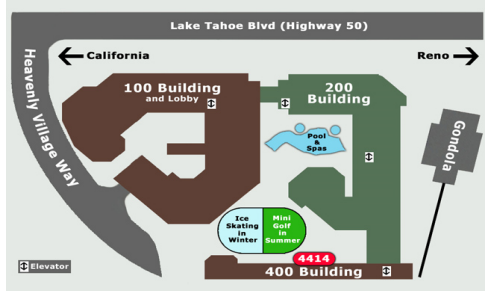 Lake Tahoe Blvd (Highway 50)
California
Reno
Heavenly Village Way
100 Building
and Lobby
200
Building
Gondola
Pool
&
Spas
Ice
Skating
in
Winter
Mini
Golf
in
Summer
4414
400 Building
Elevator